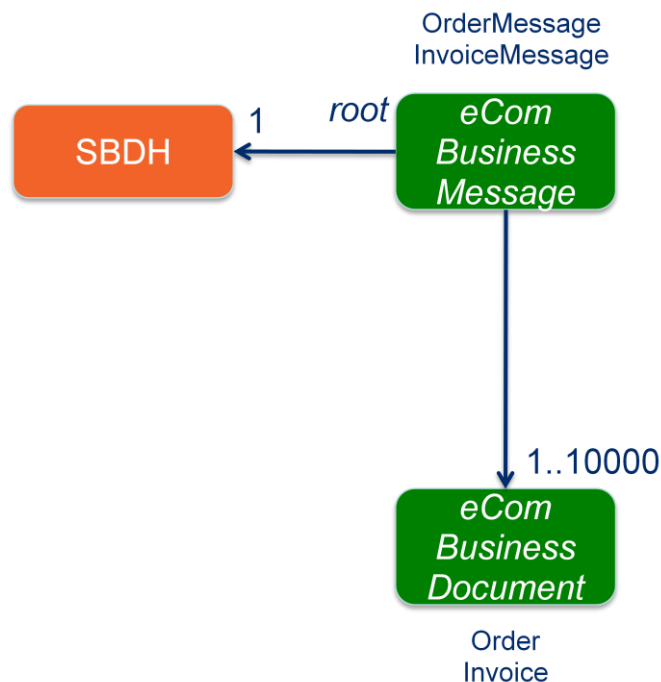 OrderMessage
InvoiceMessage
SBDH
1
root
eCom
Business
Message
1..10000
eCom
Business
Document
Order
Invoice